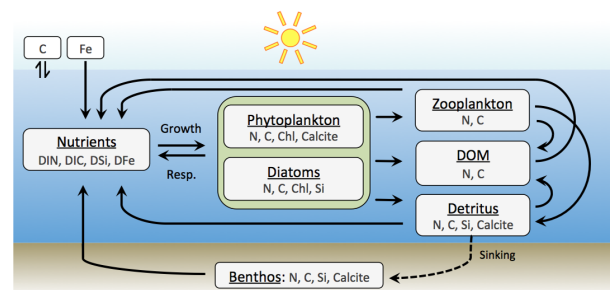 C
Fe
Nutrients
DIN, DIC, DSi, DFe
Growth
Resp.
Phytoplankton
N, C, Chl, Calcite
Diatoms
N, C, Chl, Si
Zooplankton
N, C
DOM
N, C
Detritus
N, C, Si, Calcite
Sinking
Benthos: N, C, Si, Calcite